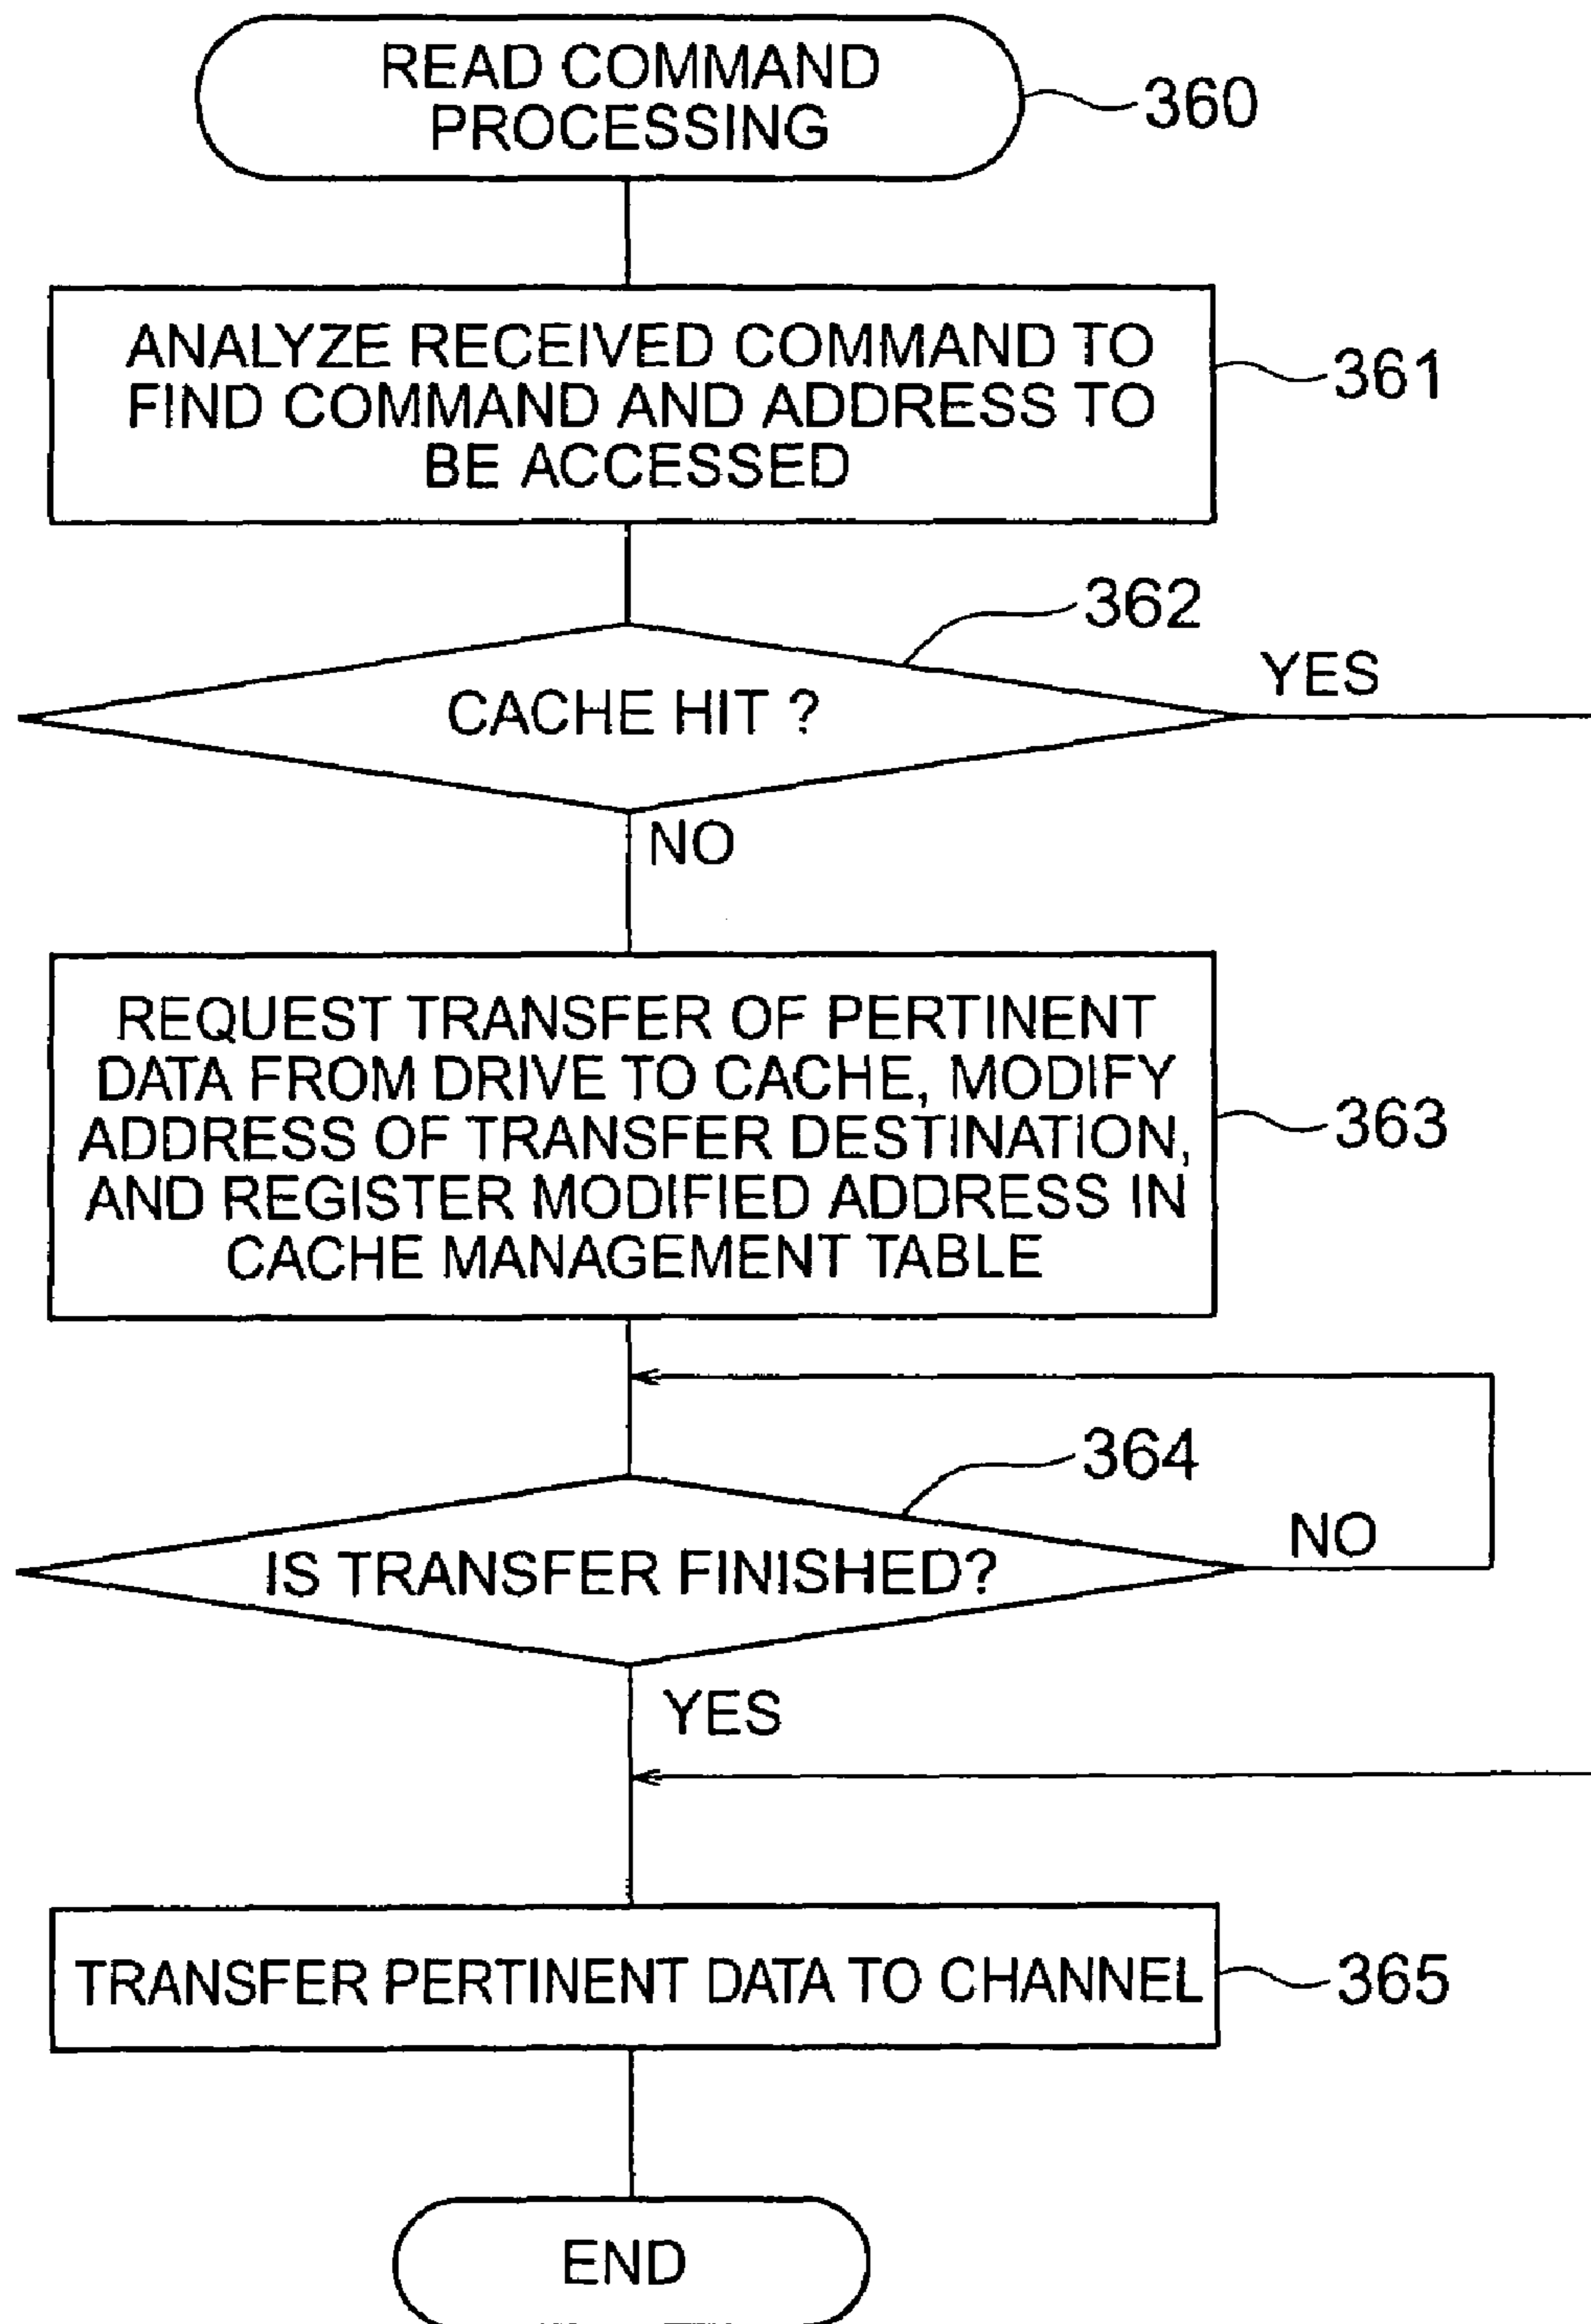 READ COMMAND
PROCESSING
360
ANALYZE RECEIVED COMMAND TO
FIND COMMAND AND ADDRESS TO
BE ACCESSED
361
362
CACHE HIT ?
YES
NO
REQUEST TRANSFER OF PERTINENT
DATA FROM DRIVE TO CACHE, MODIFY
ADDRESS OF TRANSFER DESTINATION,
AND REGISTER MODIFIED ADDRESS IN
CACHE MANAGEMENT TABLE
363
364
IS TRANSFER FINISHED?
NO
YES
TRANSFER PERTINENT DATA TO CHANNEL
365
END